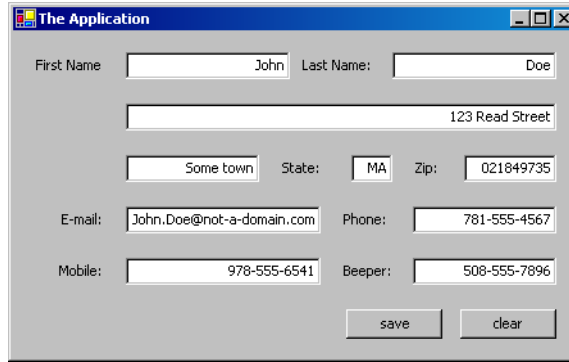 The Application
First Name John Last Name: Doe
123 Read Street
Some town State: MA Zip: 021849735
E-mail: John.Doe@not-a-domain.com Phone: 781-555-4567
Mobile: 978-555-6541 Beeper: 508-555-7896
save clear